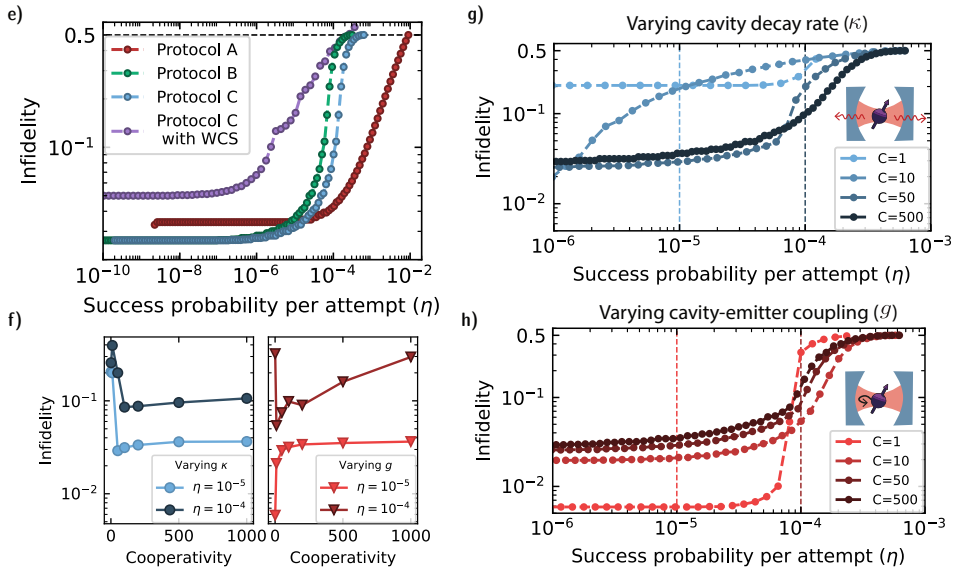 e)
0.5
10⁻¹
Infidelity
Protocol A
Protocol B
Protocol C
Protocol C
with WCS
10⁻¹⁰ 10⁻⁸ 10⁻⁶ 10⁻⁴ 10⁻²
Success probability per attempt (η)
f)
10⁻¹
10⁻²
Infidelity
Varying κ
η = 10⁻⁵
η = 10⁻⁴
0 500 1000
Cooperativity
Varying g
η = 10⁻⁵
η = 10⁻⁴
0 500 1000
Cooperativity
g)
Varying cavity decay rate (κ)
0.5
10⁻¹
10⁻²
Infidelity
C=1
C=10
C=50
C=500
10⁻⁶ 10⁻⁵ 10⁻⁴ 10⁻³
Success probability per attempt (η)
h)
Varying cavity-emitter coupling (g)
0.5
10⁻¹
10⁻²
Infidelity
C=1
C=10
C=50
C=500
10⁻⁶ 10⁻⁵ 10⁻⁴ 10⁻³
Success probability per attempt (η)